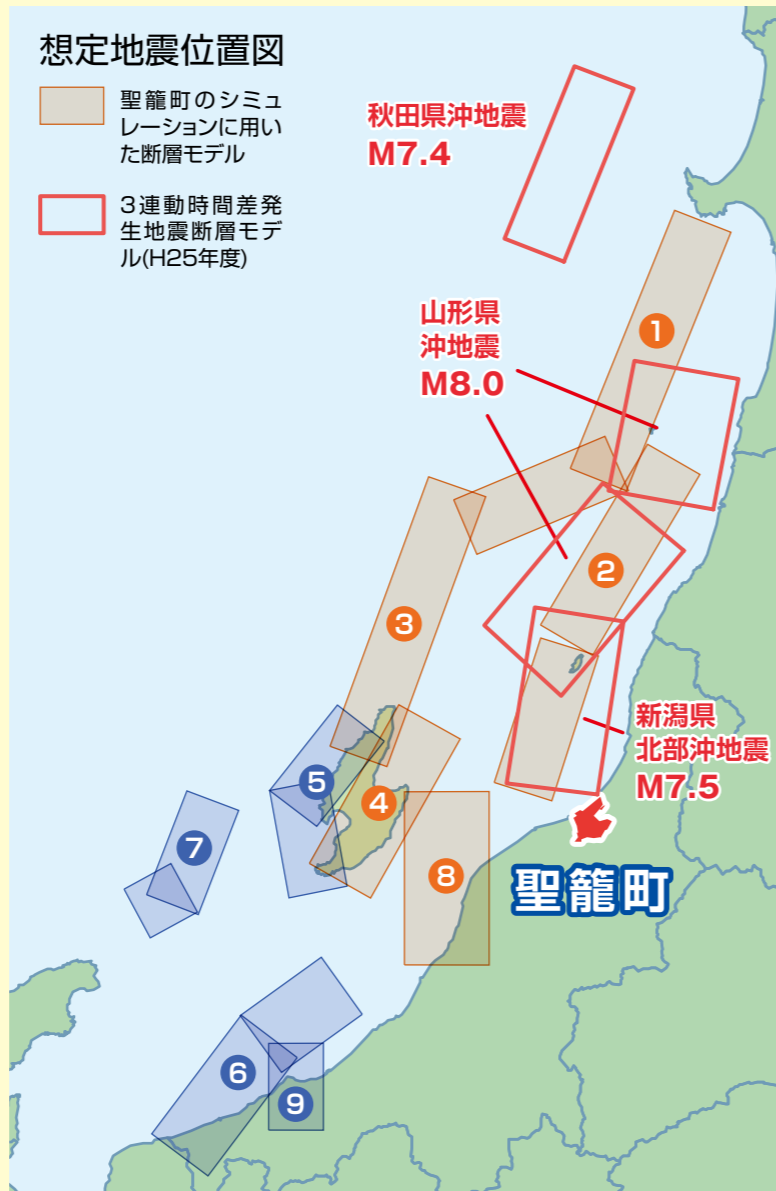 想定地震位置図
聖籠町のシミュ
レーションに用い
た断層モデル
3連動時間差発
生地震断層モデ
ル(H25年度)
秋田県沖地震
M7.4
山形県
沖地震
M8.0
1
2
3
新潟県
北部沖地震
M7.5
5
4
7
8
聖籠町
6
9